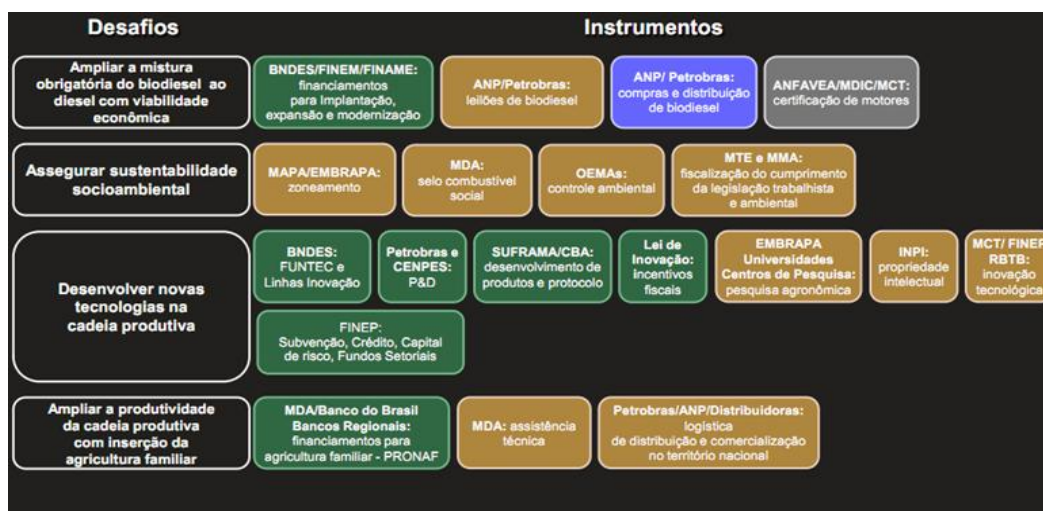 Desafios
Instrumentos
Ampliar a mistura
obrigatória do biodiesel ao
diesel com viabilidade
econômica
BNDES/FINEM/FINAME:
financiamentos
para Implantação,
expansão e modernização
ANP/Petrobras:
leilões de biodiesel
ANP/ Petrobras:
compras e distribuição
de biodiesel
ANFAVEA/MDIC/MCT:
certificação de motores
Assegurar sustentabilidade
socioambiental
MAPA/EMBRAPA:
zoneamento
MDA:
selo combustível
social
OEMAs:
controle ambiental
MTE e MMA:
fiscalização do cumprimento
da legislação trabalhista
e ambiental
Desenvolver novas
tecnologias na
cadeia produtiva
BNDES:
FUNTEC e
Linhas Inovação
Petrobras e
CENPES:
P&D
SUFRAMA/CBA:
desenvolvimento de
produtos e protocolo
Lei de
Inovação:
incentivos
fiscais
EMBRAPA
Universidades
Centros de Pesquisa:
pesquisa agronômica
INPI:
propriedade
intelectual
MCT/ FINEP
RBTB:
inovação
tecnológica
FINEP:
Subvenção, Crédito, Capital
de risco, Fundos Setoriais
Ampliar a produtividade
da cadeia produtiva
com inserção da
agricultura familiar
MDA/Banco do Brasil
Bancos Regionais:
financiamentos para
agricultura familiar - PRONAF
MDA: assistência
técnica
Petrobras/ANP/Distribuidoras:
logística
de distribuição e comercialização
no território nacional